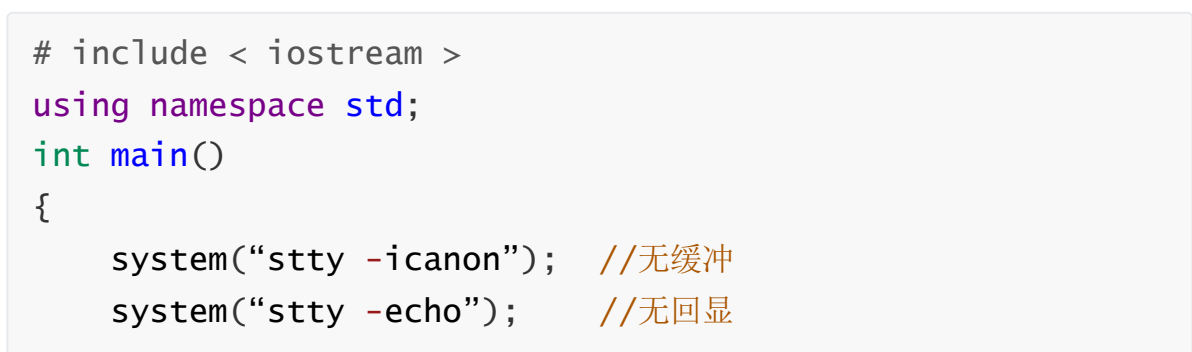 # include < iostream >
using namespace std;
int main()
{
    system(“stty -icanon”);  //无缓冲
    system(“stty -echo”);    //无回显